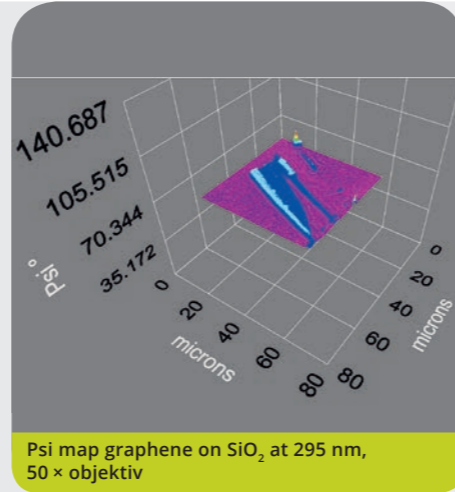 140.687
105.515
70.344
35.172
Psi°
0
20
40
60
80
microns
0
20
40
60
80
microns
Psi map graphene on SiO₂ at 295 nm,
50 × objektiv